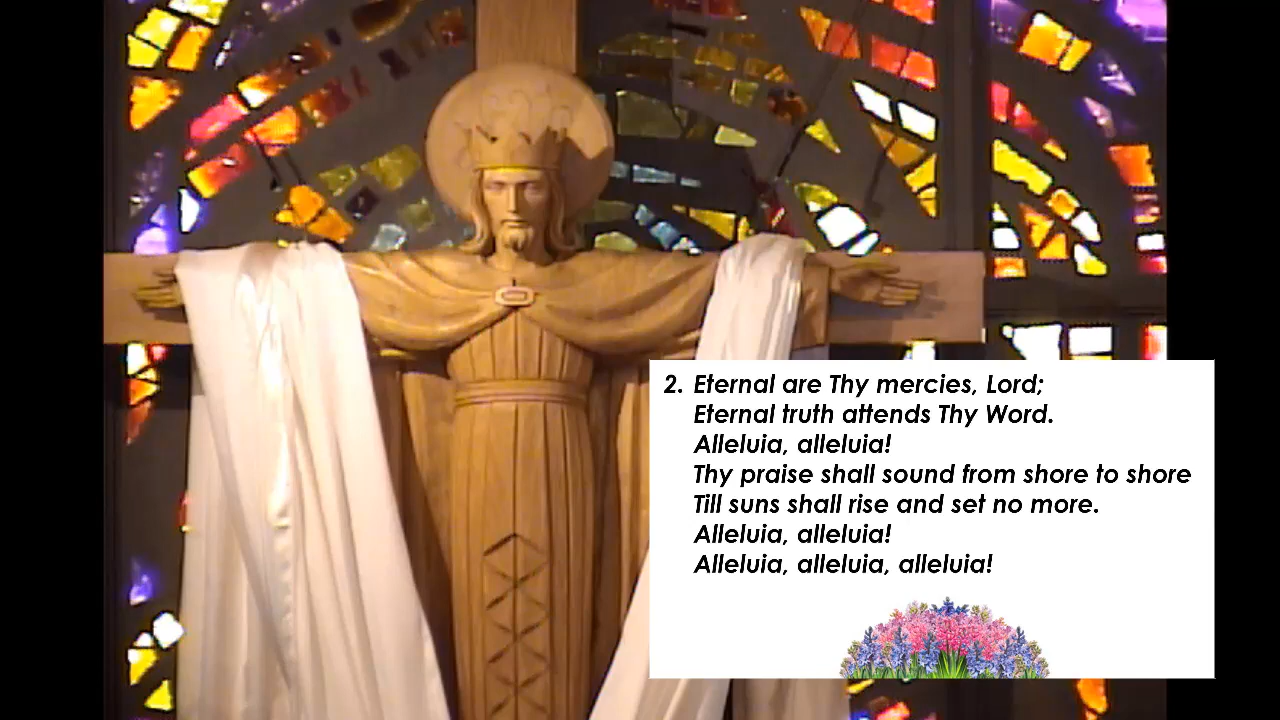 2. Eternal are Thy mercies, Lord;
Eternal truth attends Thy Word.
Alleluia, alleluia!
Thy praise shall sound from shore to shore
Till suns shall rise and set no more.
Alleluia, alleluia!
Alleluia, alleluia, alleluia!